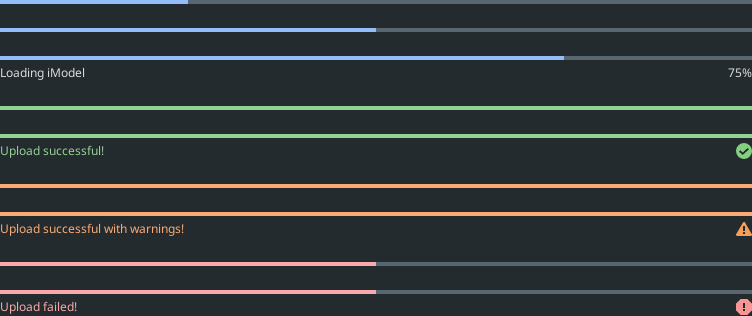 Loading iModel 75%
Upload successful!
Upload successful with warnings!
Upload failed!